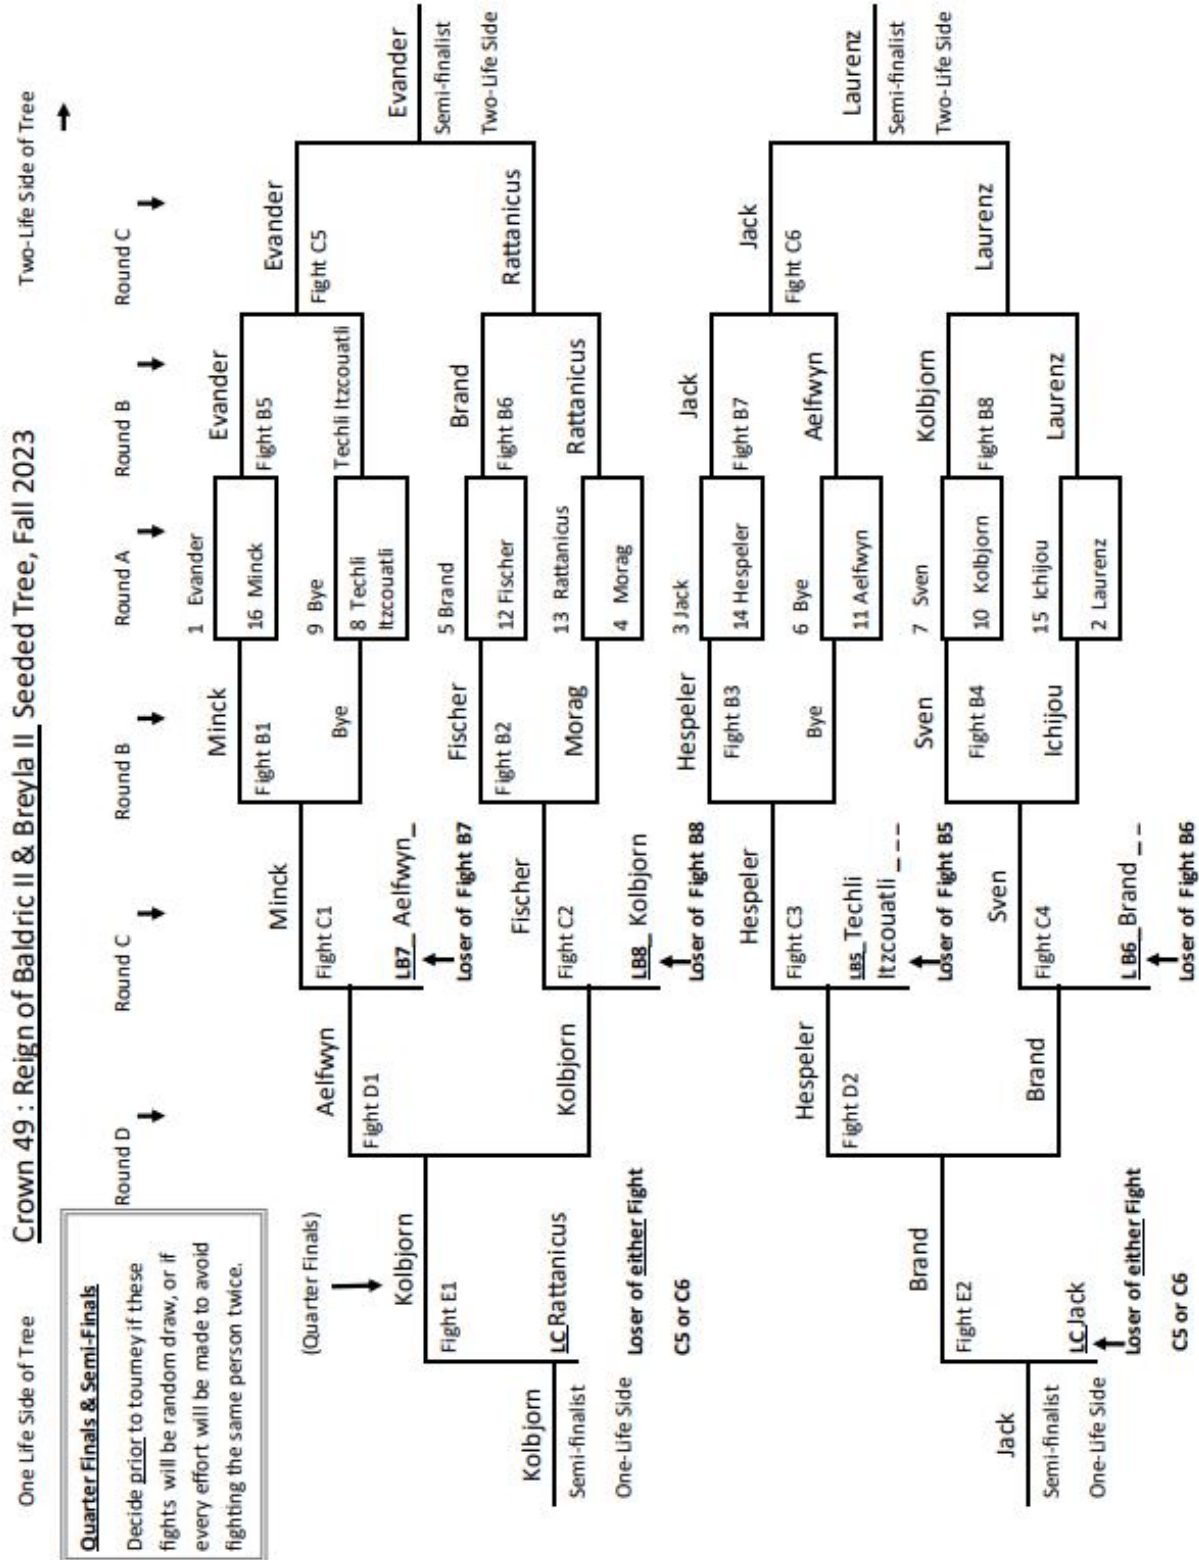 Crown 49 : Reign of Baldric II & Breyla II Seeded Tree, Fall 2023
One Life Side of Tree
Two-Life Side of Tree
Round D
Round C
Round B
Round A
Round B
Round C
Quarter Finals & Semi-Finals
Decide prior to tourney if these
fights will be random draw, or if
every effort will be made to avoid
fighting the same person twice.
(Quarter Finals)
1 Evander
16 Minck
9 Bye
8 Techli
Itzcouatli
5 Brand
12 Fischer
13 Rattanicus
4 Morag
3 Jack
14 Hespeler
6 Bye
11 Aelfwyn
7 Sven
10 Kolbjorn
15 Ichijou
2 Laurenz
Minck
Fight B1
Bye
Fischer
Fight B2
Morag
Hespeler
Fight B3
Bye
Sven
Fight B4
Ichijou
Minck
Fight C1
LB7_ Aelfwyn_
Loser of Fight B7
Fischer
Fight C2
LB8_ Kolbjorn
Loser of Fight B8
Hespeler
Fight C3
LB5_Techli
Itzcouatli_ _ _
Loser of Fight B5
Sven
Fight C4
L B6_ Brand_ _
Loser of Fight B6
Aelfwyn
Fight D1
Kolbjorn
Hespeler
Fight D2
Brand
Kolbjorn
Fight E1
LC Rattanicus
Loser of either Fight
C5 or C6
Brand
Fight E2
LC Jack
Loser of either Fight
C5 or C6
Kolbjorn
Semi-finalist
One-Life Side
Jack
Semi-finalist
One-Life Side
Evander
Fight B5
Techli Itzcouatli
Brand
Fight B6
Rattanicus
Jack
Fight B7
Aelfwyn
Kolbjorn
Fight B8
Laurenz
Evander
Fight C5
Rattanicus
Jack
Fight C6
Laurenz
Evander
Semi-finalist
Two-Life Side
Laurenz
Semi-finalist
Two-Life Side